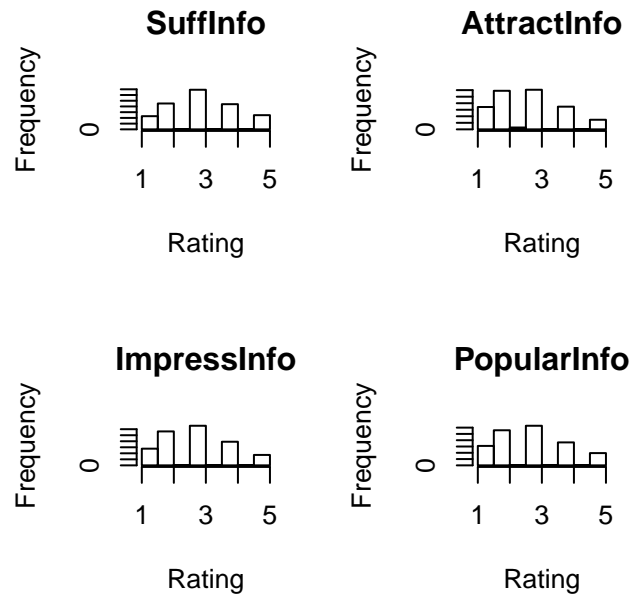 SuffInfo
Frequency
0
1 3 5
Rating
AttractInfo
Frequency
0
1 3 5
Rating
ImpressInfo
Frequency
0
1 3 5
Rating
PopularInfo
Frequency
0
1 3 5
Rating